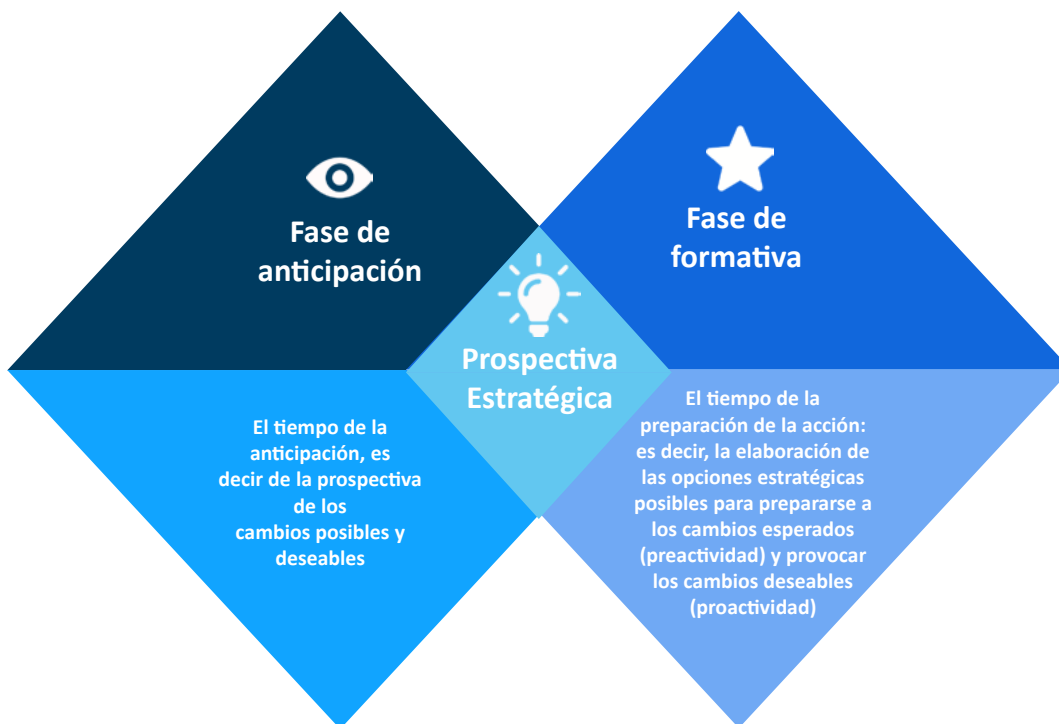 Fase de
anticipación
Fase de
formativa
Prospectiva
Estratégica
El tiempo de la
anticipación, es
decir de la prospectiva
de los
cambios posibles y
deseables
El tiempo de la
preparación de la acción:
es decir, la elaboración de
las opciones estratégicas
posibles para prepararse a
los cambios esperados
(preactividad) y provocar
los cambios deseables
(proactividad)